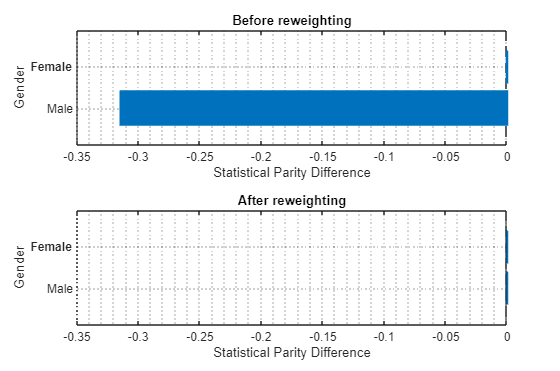 Before reweighting
Gender
Female
Male
-0.35 -0.3 -0.25 -0.2 -0.15 -0.1 -0.05 0
Statistical Parity Difference
After reweighting
Gender
Female
Male
-0.35 -0.3 -0.25 -0.2 -0.15 -0.1 -0.05 0
Statistical Parity Difference